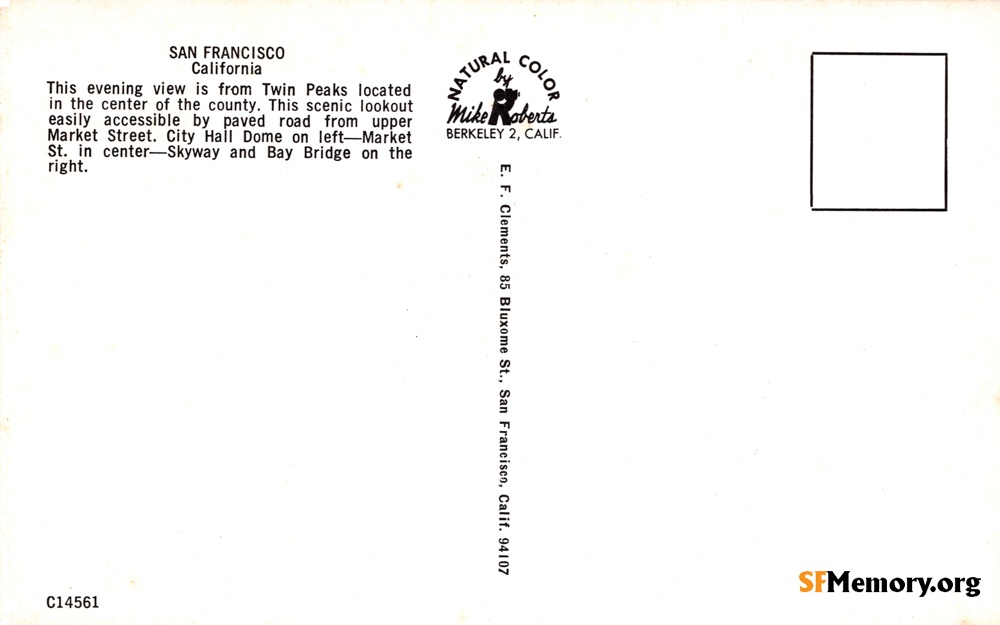 SAN FRANCISCO
California
This evening view is from Twin Peaks located
in the center of the county. This scenic lookout
easily accessible by paved road from upper
Market Street. City Hall Dome on left—Market
St. in center—Skyway and Bay Bridge on the
right.
NATURAL COLOR
by
Mike Roberts
BERKELEY 2, CALIF.
E. F. Clements, 85 Bluxome St., San Francisco, Calif. 94107
C14561
SFMemory.org